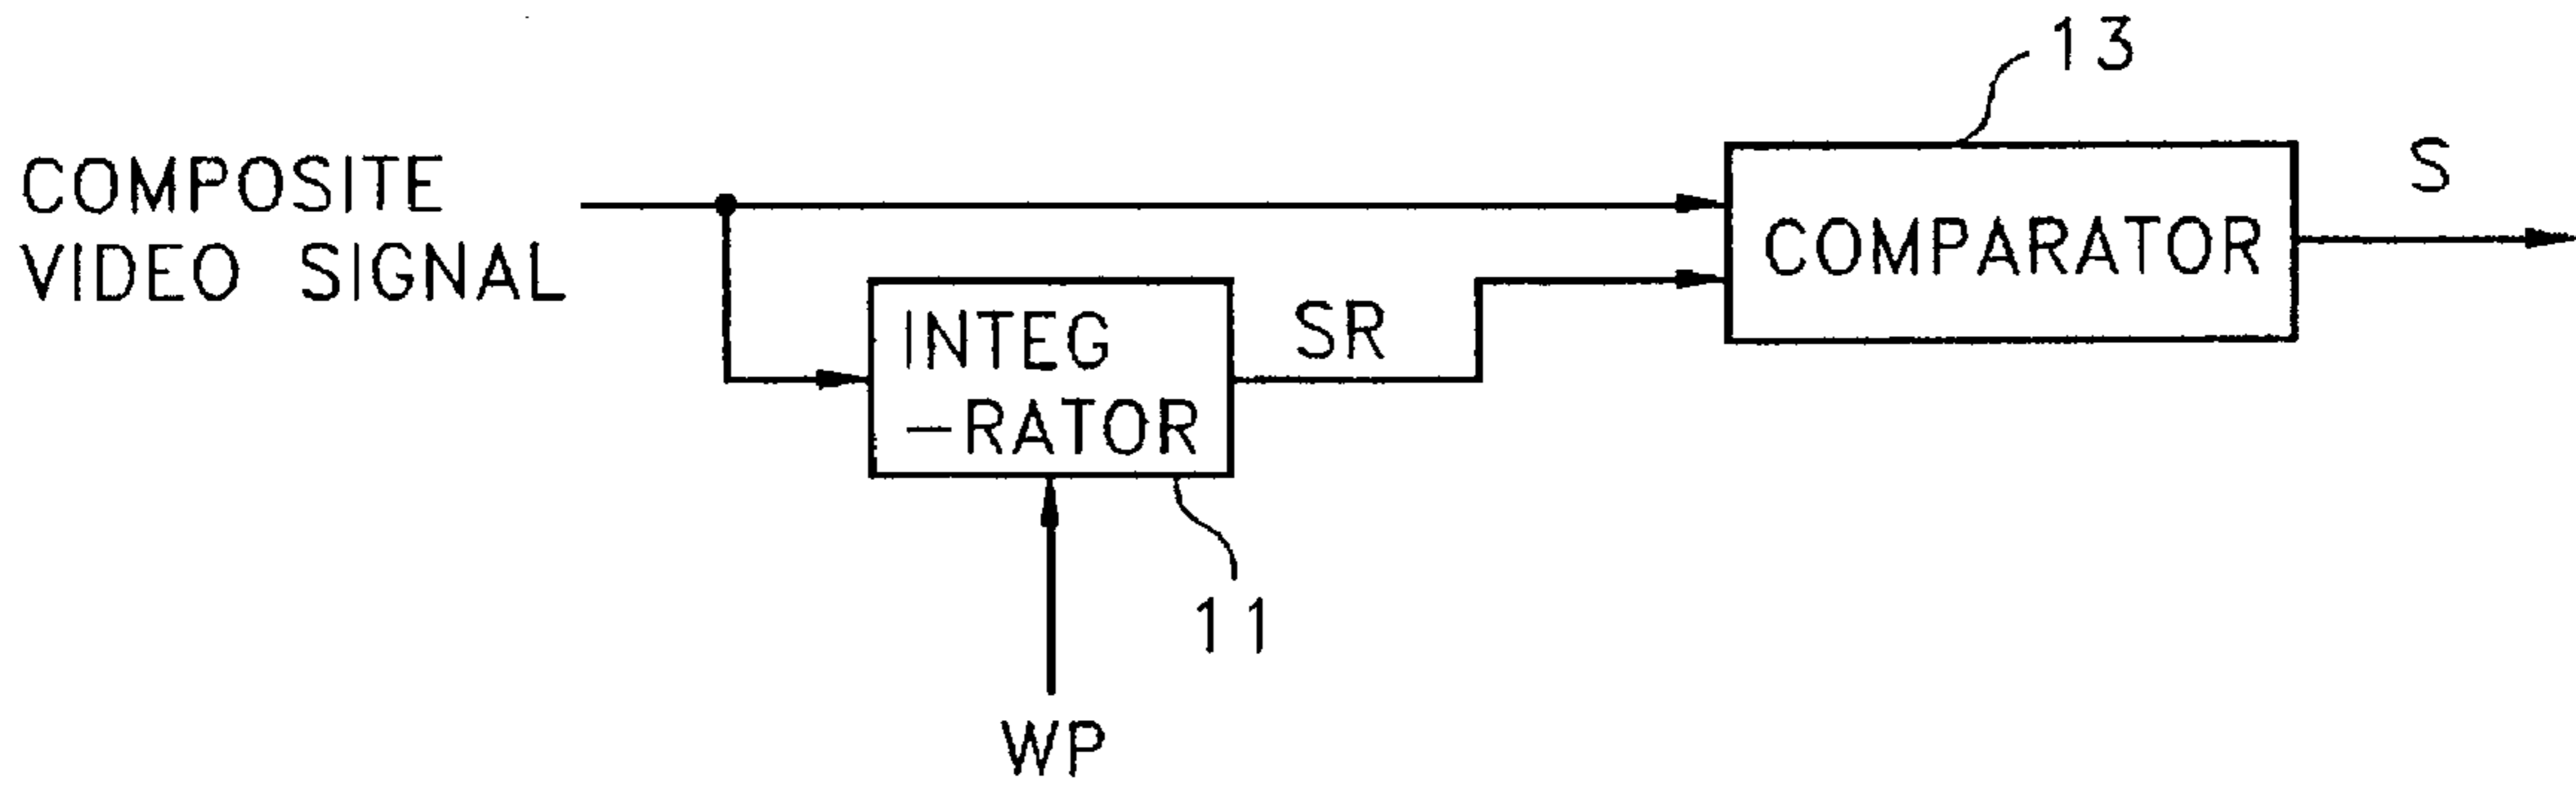 13
S
COMPOSITE
VIDEO SIGNAL
COMPARATOR
INTEG
-RATOR
SR
11
WP